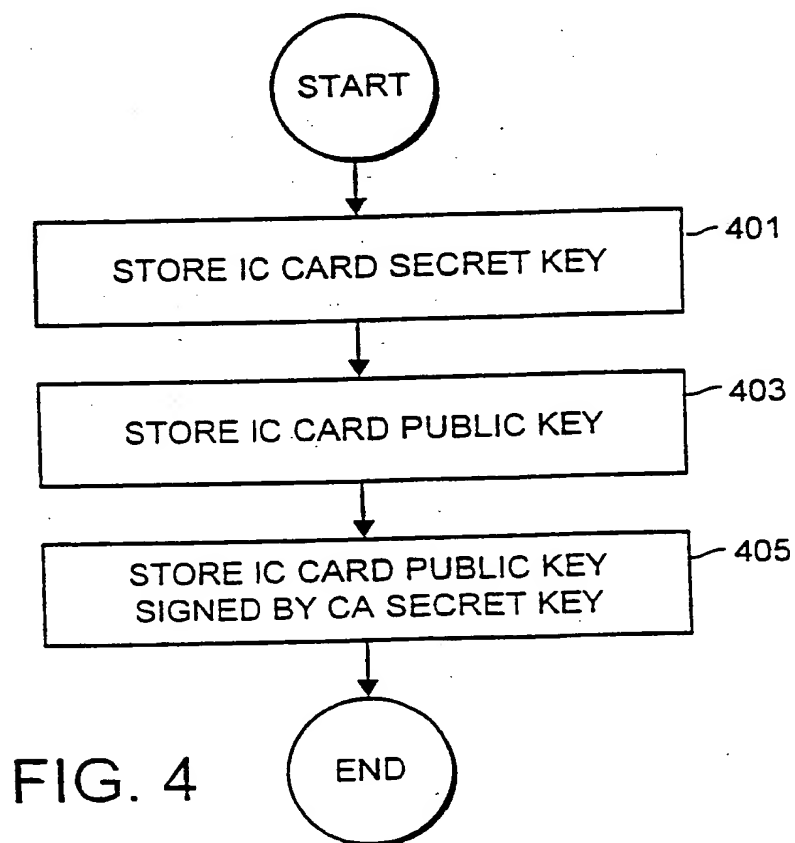 START
STORE IC CARD SECRET KEY
401
STORE IC CARD PUBLIC KEY
403
STORE IC CARD PUBLIC KEY
SIGNED BY CA SECRET KEY
405
END
FIG. 4